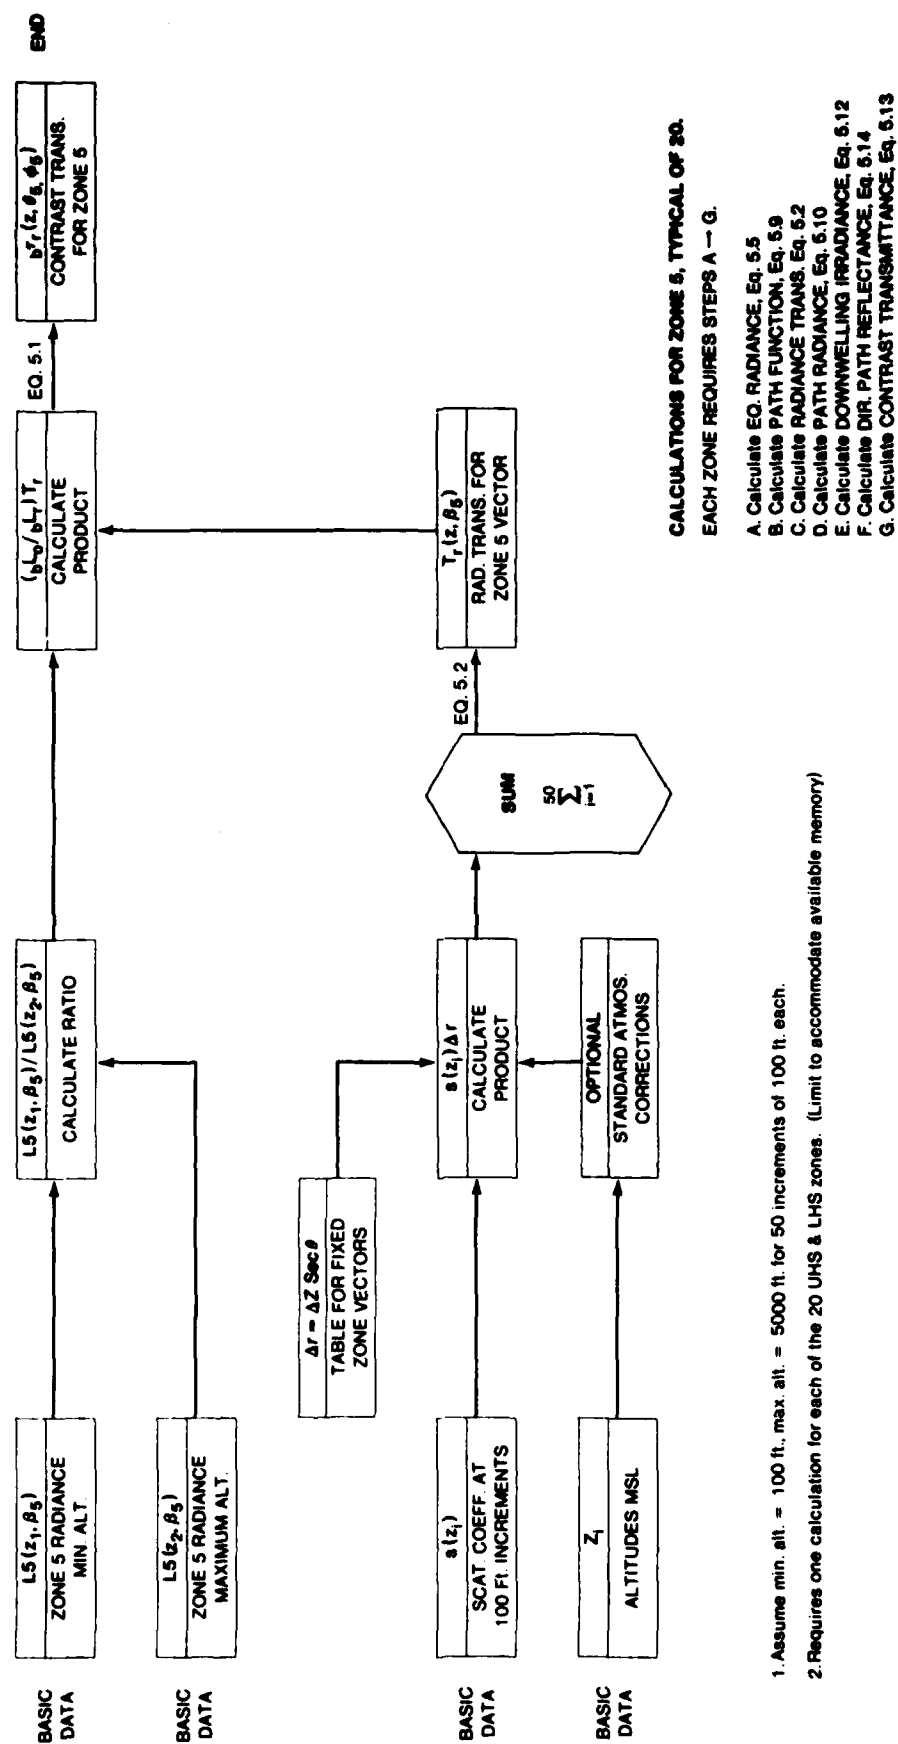 BASIC
DATA
L5(z₁, β₅)
ZONE 5 RADIANCE
MIN. ALT.
L5(z₁, β₅) / L5(z₂, β₅)
CALCULATE RATIO
(ᵦL₀/ᵦLᵣ)Tᵣ
CALCULATE
PRODUCT
EQ. 5.1
ᵦτᵣ(z, θ₅, φ₅)
CONTRAST TRANS.
FOR ZONE 5
END
BASIC
DATA
L5(z₂, β₅)
ZONE 5 RADIANCE
MAXIMUM ALT.
Δr = ΔZ Sec θ
TABLE FOR FIXED
ZONE VECTORS
BASIC
DATA
s(zᵢ)
SCAT. COEFF. AT
100 Ft. INCREMENTS
s(zᵢ)Δr
CALCULATE
PRODUCT
SUM
50
∑
i=1
EQ. 5.2
Tᵣ(z, β₅)
RAD. TRANS. FOR
ZONE 5 VECTOR
BASIC
DATA
Zᵢ
ALTITUDES MSL
OPTIONAL
STANDARD ATMOS.
CORRECTIONS
CALCULATIONS FOR ZONE 5, TYPICAL OF 20.
EACH ZONE REQUIRES STEPS A → G.
A. Calculate EQ. RADIANCE, Eq. 5.5
B. Calculate PATH FUNCTION, Eq. 5.9
C. Calculate RADIANCE TRANS. Eq. 5.2
D. Calculate PATH RADIANCE, Eq. 5.10
E. Calculate DOWNWELLING IRRADIANCE, Eq. 5.12
F. Calculate DIR. PATH REFLECTANCE, Eq. 5.14
G. Calculate CONTRAST TRANSMITTANCE, Eq. 5.13
1. Assume min. alt. = 100 ft., max. alt. = 5000 ft. for 50 increments of 100 ft. each.
2. Requires one calculation for each of the 20 UHS & LHS zones. (Limit to accommodate available memory)